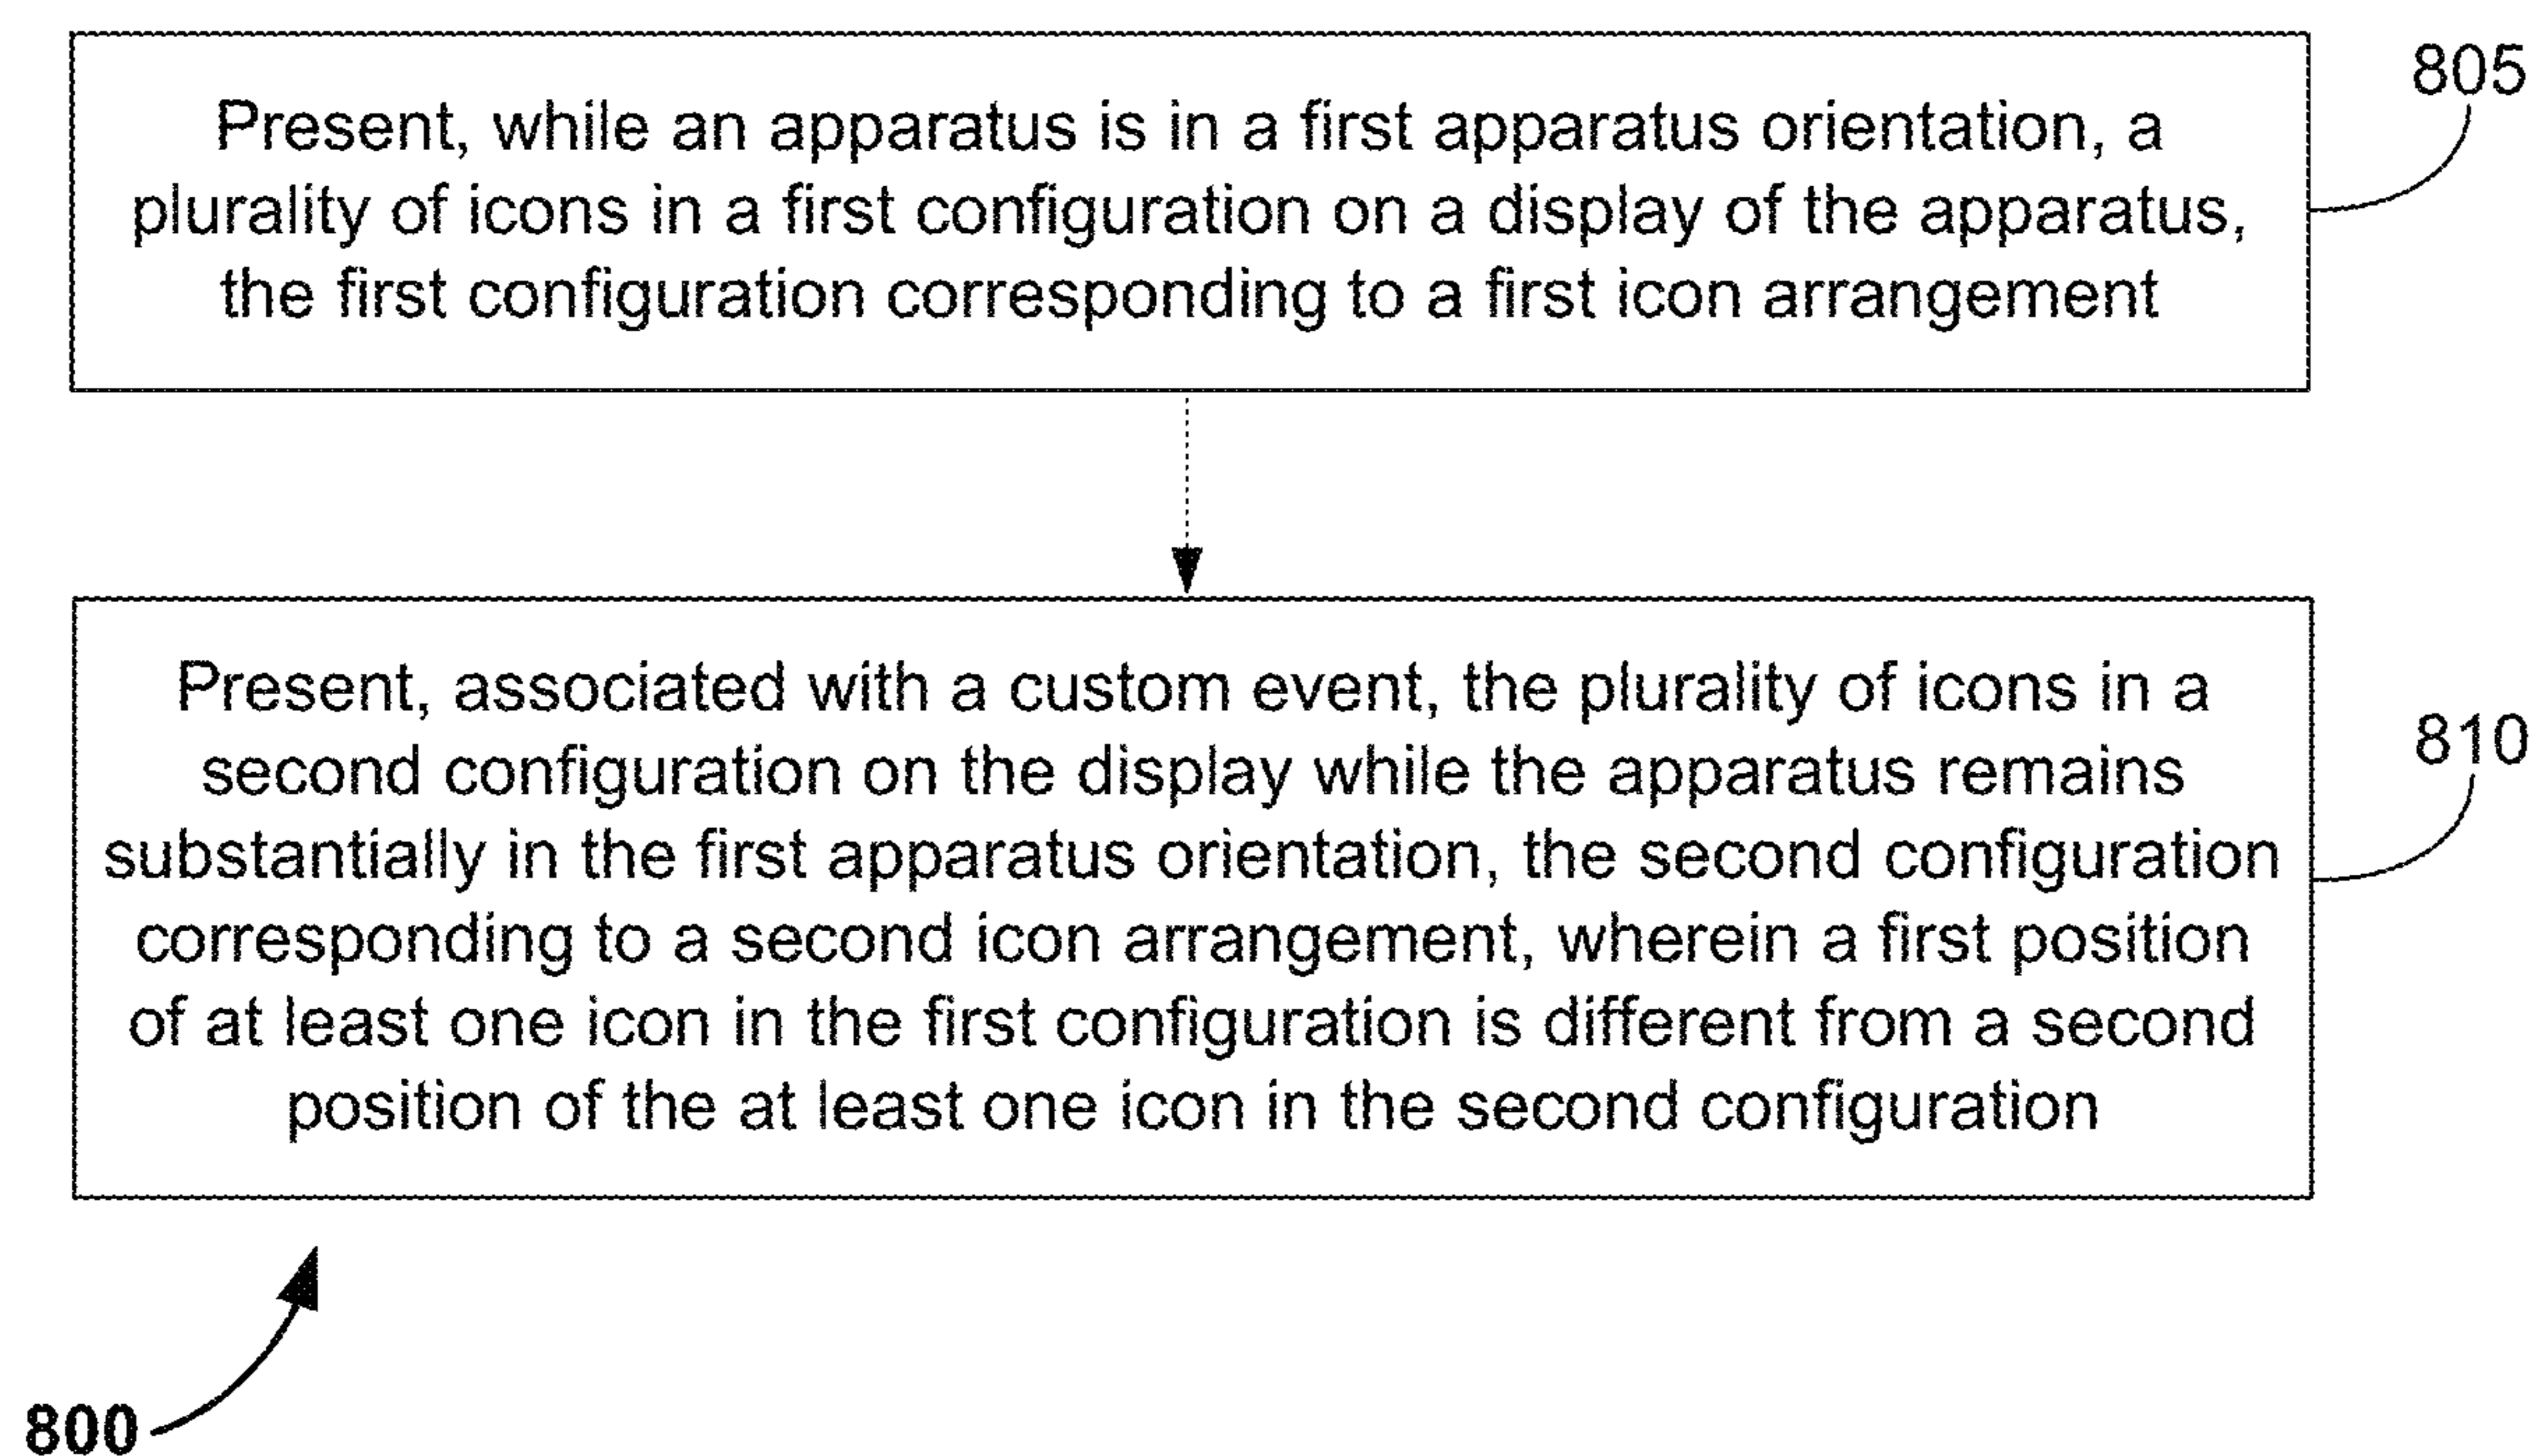 Present, while an apparatus is in a first apparatus orientation, a
plurality of icons in a first configuration on a display of the apparatus,
the first configuration corresponding to a first icon arrangement
805
Present, associated with a custom event, the plurality of icons in a
second configuration on the display while the apparatus remains
substantially in the first apparatus orientation, the second configuration
corresponding to a second icon arrangement, wherein a first position
of at least one icon in the first configuration is different from a second
position of the at least one icon in the second configuration
810
800